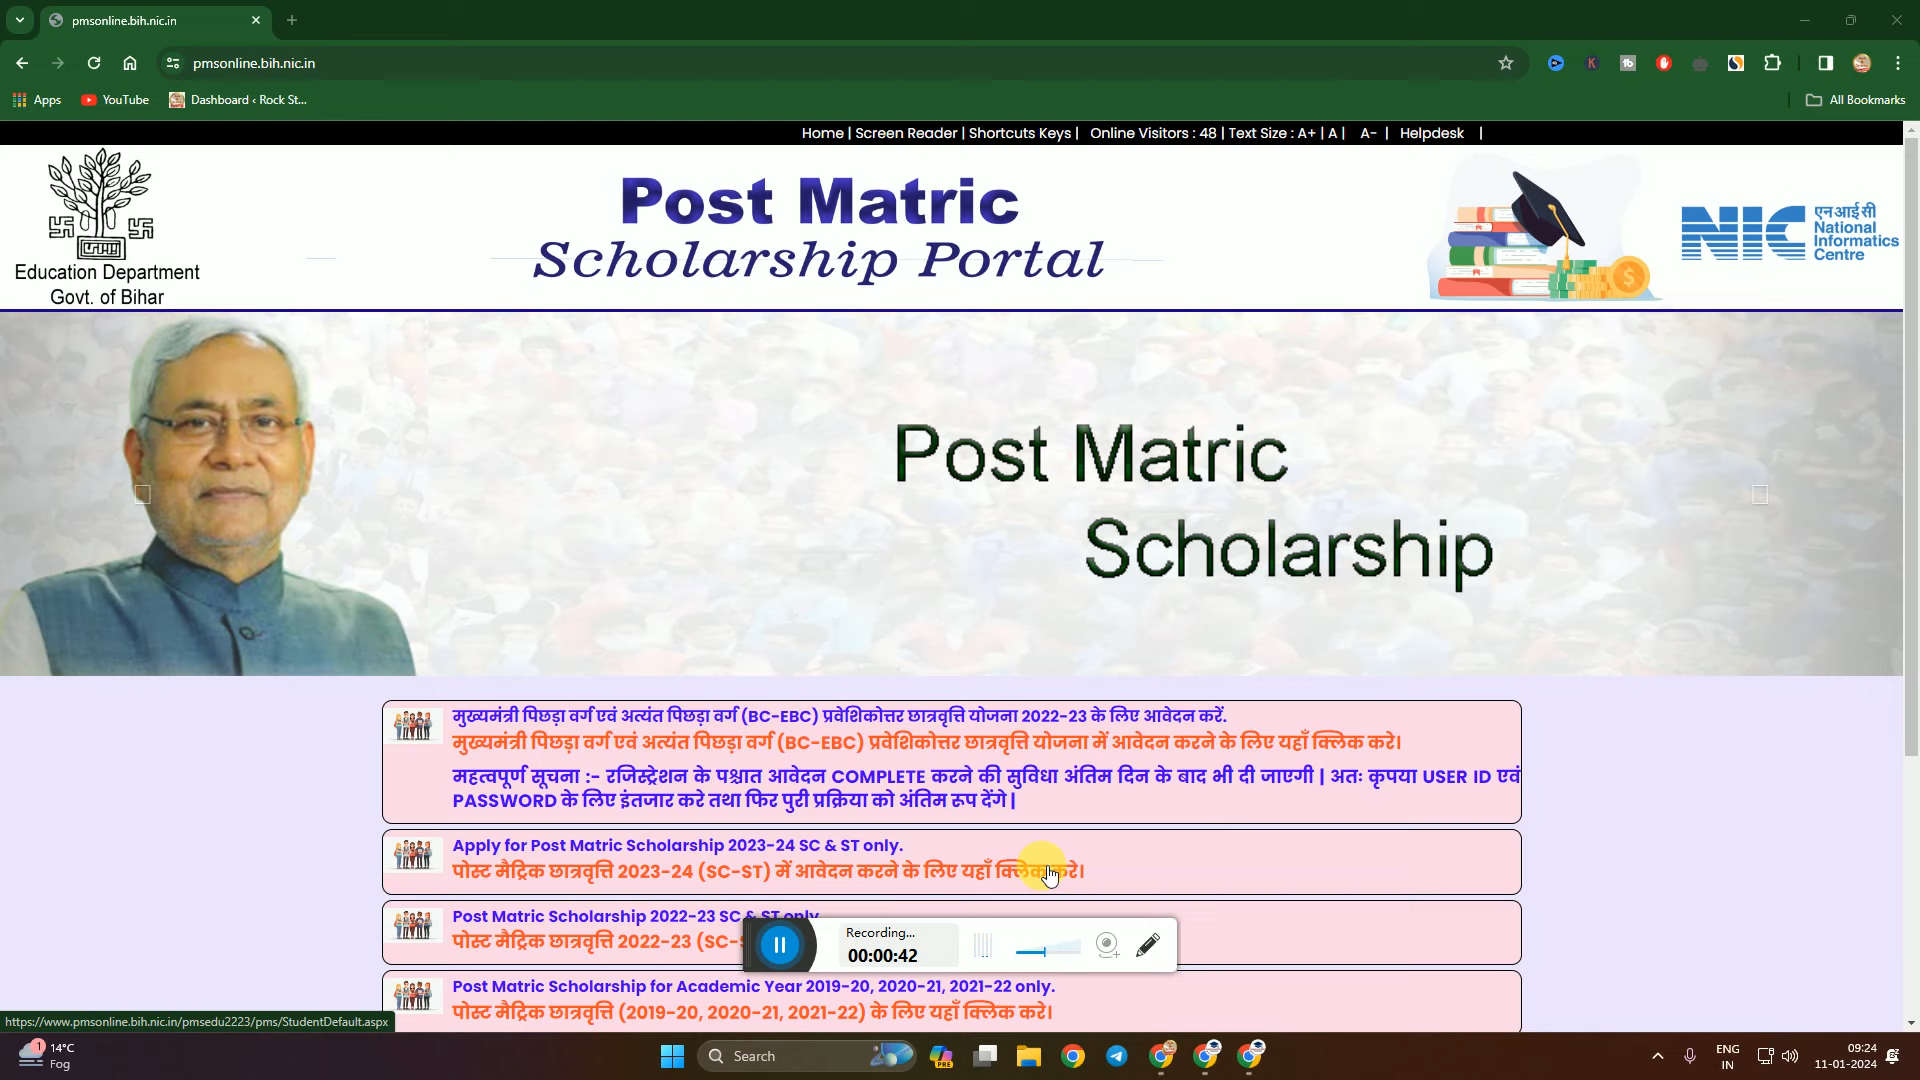 pmsonline.bih.nic.in
pmsonline.bih.nic.in
Apps
YouTube
Dashboard ‹ Rock St...
All Bookmarks
Home | Screen Reader | Shortcuts Keys | Online Visitors : 48 | Text Size : A+ | A | A- | Helpdesk |
Education Department
Govt. of Bihar
Post Matric
Scholarship Portal
NIC
एन आई सी
National
Informatics
Centre
Post Matric
Scholarship
मुख्यमंत्री पिछड़ा वर्ग एवं अत्यंत पिछड़ा वर्ग (BC-EBC) प्रवेशिकोत्तर छात्रवृत्ति योजना 2022-23 के लिए आवेदन करें.
मुख्यमंत्री पिछड़ा वर्ग एवं अत्यंत पिछड़ा वर्ग (BC-EBC) प्रवेशिकोत्तर छात्रवृत्ति योजना में आवेदन करने के लिए यहाँ क्लिक करे।
महत्वपूर्ण सूचना :- रजिस्ट्रेशन के पश्चात आवेदन COMPLETE करने की सुविधा अंतिम दिन के बाद भी दी जाएगी | अतः कृपया USER ID एवं
PASSWORD के लिए इंतजार करे तथा फिर पुरी प्रक्रिया को अंतिम रूप देंगे |
Apply for Post Matric Scholarship 2023-24 SC & ST only.
पोस्ट मैट्रिक छात्रवृत्ति 2023-24 (SC-ST) में आवेदन करने के लिए यहाँ क्लिक करे।
Post Matric Scholarship 2022-23 SC & ST only
पोस्ट मैट्रिक छात्रवृत्ति 2022-23 (SC-S
Recording...
00:00:42
Post Matric Scholarship for Academic Year 2019-20, 2020-21, 2021-22 only.
पोस्ट मैट्रिक छात्रवृत्ति (2019-20, 2020-21, 2021-22) के लिए यहाँ क्लिक करे।
https://www.pmsonline.bih.nic.in/pmsedu2223/pms/StudentDefault.aspx
1
14°C
Fog
Search
PRE
ENG
IN
09:24
11-01-2024